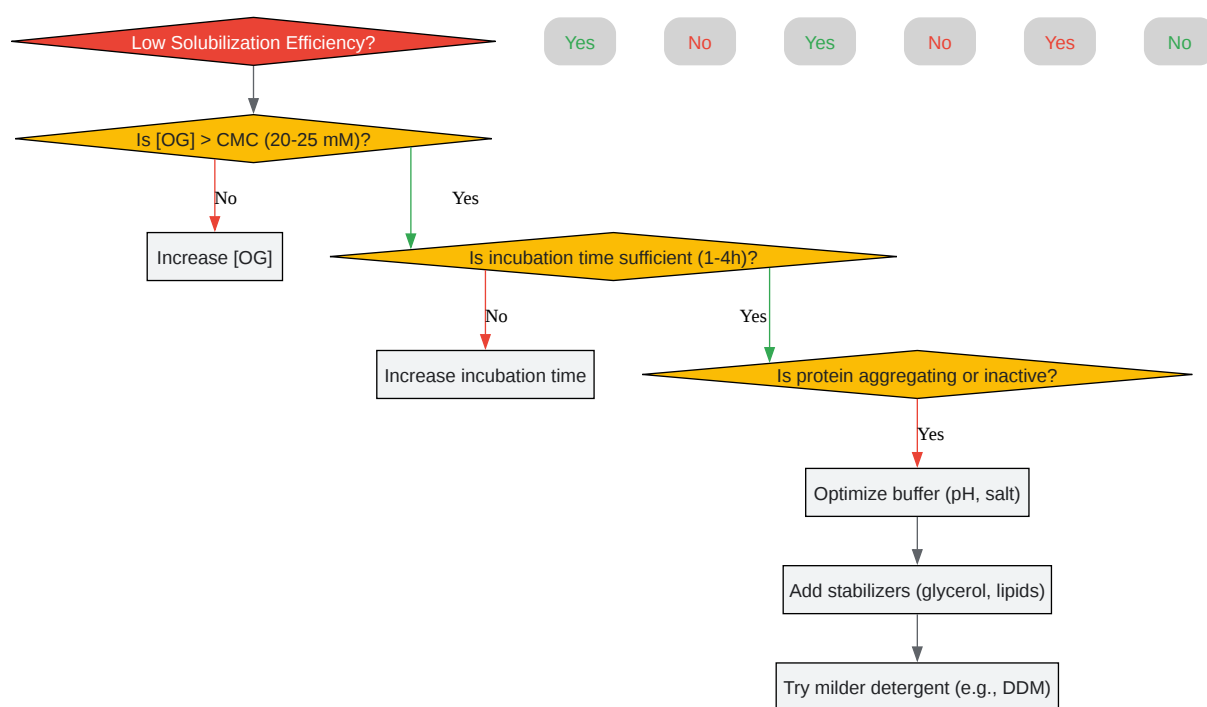 Low Solubilization Efficiency?
Yes
No
Yes
No
Yes
No
Is [OG] > CMC (20-25 mM)?
No
Yes
Increase [OG]
Is incubation time sufficient (1-4h)?
No
Yes
Increase incubation time
Is protein aggregating or inactive?
Yes
Optimize buffer (pH, salt)
Add stabilizers (glycerol, lipids)
Try milder detergent (e.g., DDM)